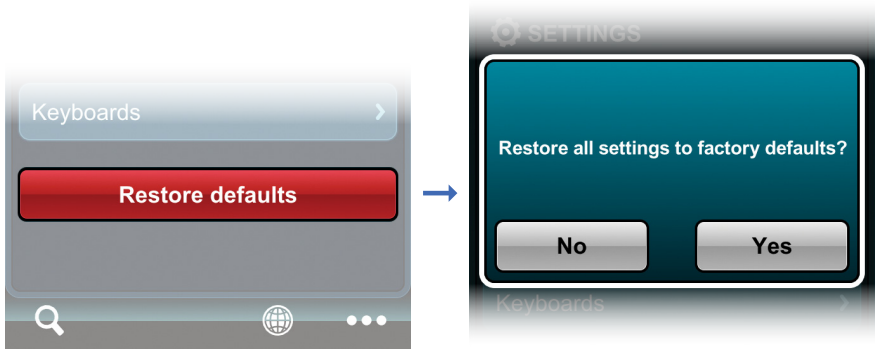 Keyboards
Restore defaults
SETTINGS
Restore all settings to factory defaults?
No
Yes
Keyboards